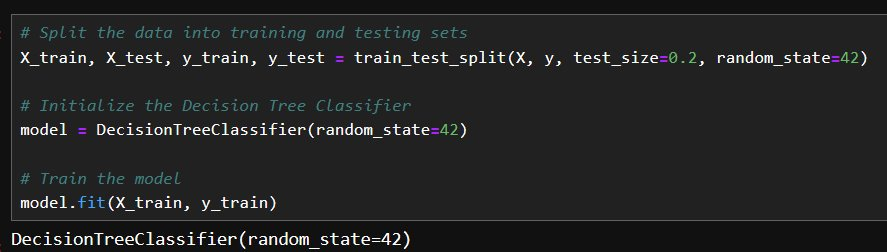 # Split the data into training and testing sets
X_train, X_test, y_train, y_test = train_test_split(X, y, test_size=0.2, random_state=42)
# Initialize the Decision Tree Classifier
model = DecisionTreeClassifier(random_state=42)
# Train the model
model.fit(X_train, y_train)
DecisionTreeClassifier(random_state=42)